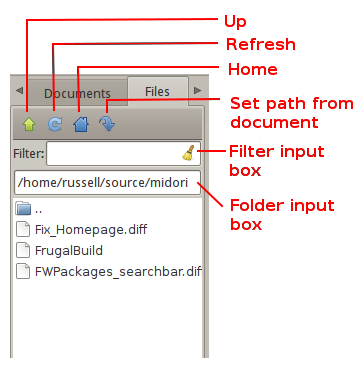 Up
Refresh
Home
Documents Files
Set path from
document
Filter:
Filter input
box
/home/russell/source/midori
Folder input
box
..
Fix_Homepage.diff
FrugalBuild
FWPackages_searchbar.dif